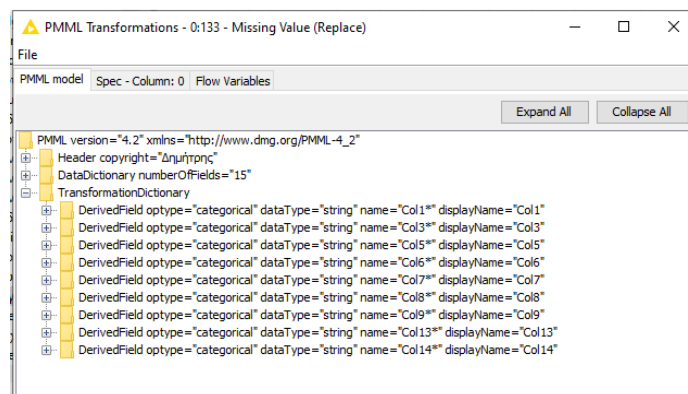 PMML Transformations - 0:133 - Missing Value (Replace)
File
PMML model Spec - Column: 0 Flow Variables
Expand All Collapse All
PMML version="4.2" xmlns="http://www.dmg.org/PMML-4_2"
Header copyright="Δημήτρης"
DataDictionary numberOfFields="15"
TransformationDictionary
DerivedField optype="categorical" dataType="string" name="Col1*" displayName="Col1"
DerivedField optype="categorical" dataType="string" name="Col3*" displayName="Col3"
DerivedField optype="categorical" dataType="string" name="Col5*" displayName="Col5"
DerivedField optype="categorical" dataType="string" name="Col6*" displayName="Col6"
DerivedField optype="categorical" dataType="string" name="Col7*" displayName="Col7"
DerivedField optype="categorical" dataType="string" name="Col8*" displayName="Col8"
DerivedField optype="categorical" dataType="string" name="Col9*" displayName="Col9"
DerivedField optype="categorical" dataType="string" name="Col13*" displayName="Col13"
DerivedField optype="categorical" dataType="string" name="Col14*" displayName="Col14"